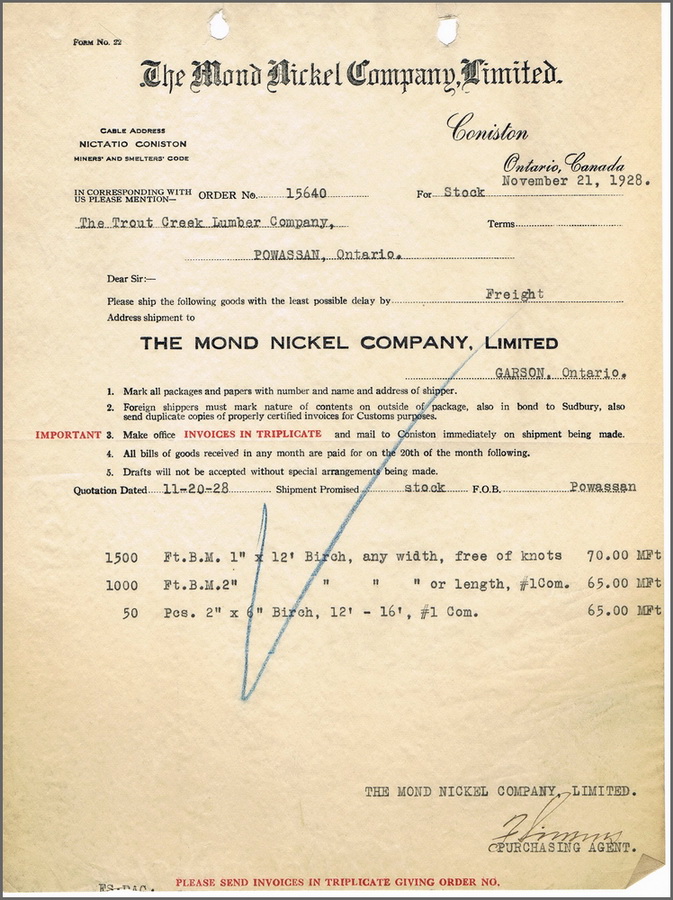 Form No. 22
The Mond Nickel Company, Limited.
Cable Address
NICTATIO CONISTON
MINERS' AND SMELTERS' CODE
Coniston
Ontario, Canada
November 21, 1928.
IN CORRESPONDING WITH US PLEASE MENTION— ORDER No. 15640 For Stock
The Trout Creek Lumber Company, Terms
POWASSAN, Ontario.
Dear Sir:—
Please ship the following goods with the least possible delay by Freight
Address shipment to
THE MOND NICKEL COMPANY, LIMITED
GARSON, Ontario.
1. Mark all packages and papers with number and name and address of shipper.
2. Foreign shippers must mark nature of contents on outside of package, also in bond to Sudbury, also
send duplicate copies of properly certified invoices for Customs purposes.
IMPORTANT 3. Make office INVOICES IN TRIPLICATE and mail to Coniston immediately on shipment being made.
4. All bills of goods received in any month are paid for on the 20th of the month following.
5. Drafts will not be accepted without special arrangements being made.
Quotation Dated 11-20-28 Shipment Promised stock F.O.B. Powassan
1500 Ft.B.M. 1" x 12' Birch, any width, free of knots 70.00 MFt
1000 Ft.B.M.2" " " " or length, #1Com. 65.00 MFt
50 Pcs. 2" x 6" Birch, 12' - 16', #1 Com. 65.00 MFt
THE MOND NICKEL COMPANY, LIMITED.
PURCHASING AGENT.
PLEASE SEND INVOICES IN TRIPLICATE GIVING ORDER NO.